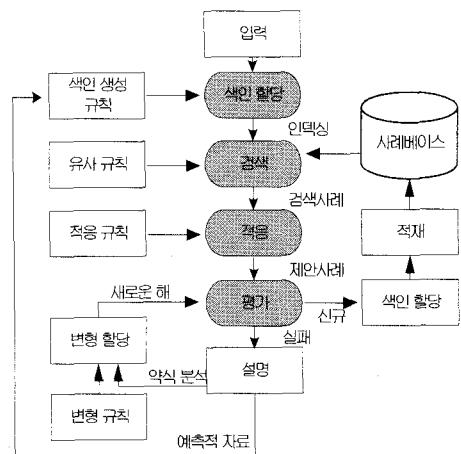 입력
색인 생성
규칙
색인 할당
인덱싱
사례베이스
유사 규칙
검색
검색사례
적응 규칙
적응
적재
제안사례
새로운 해
평가
신규
색인 할당
변형 할당
실패
약식 분석
설명
변형 규칙
예측적 자료